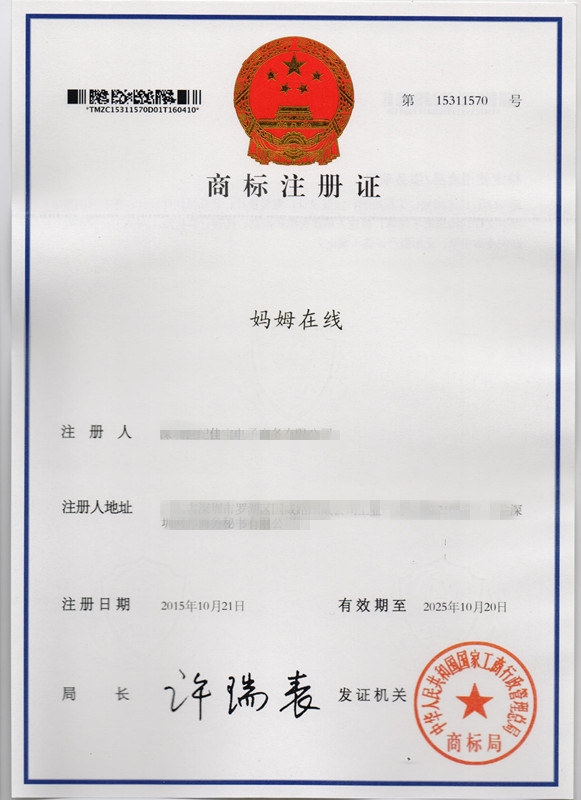 *TMZC15311570D01T160410*
第 15311570 号
商标注册证
妈姆在线
注册人
注册人地址
深
圳
注册日期 2015年10月21日 有效期至 2025年10月20日
局长 许瑞表 发证机关
中华人民共和国国家工商行政管理总局
商标局